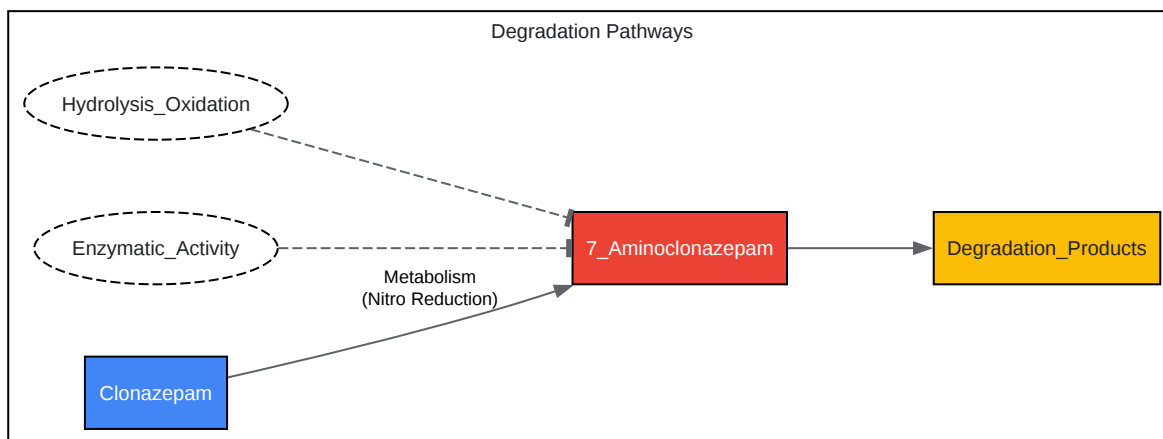 Degradation Pathways
Hydrolysis_Oxidation
Enzymatic_Activity
7_Aminoclonazepam
Degradation_Products
Metabolism
(Nitro Reduction)
Clonazepam